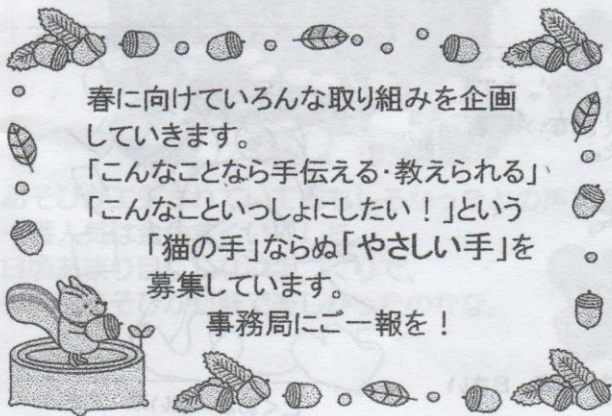 春に向けていろんな取り組みを企画
していきます。
「こんなことなら手伝える・教えられる」
「こんなこといっしょにしたい！」という
「猫の手」ならぬ「やさしい手」を
募集しています。
事務局にご一報を！